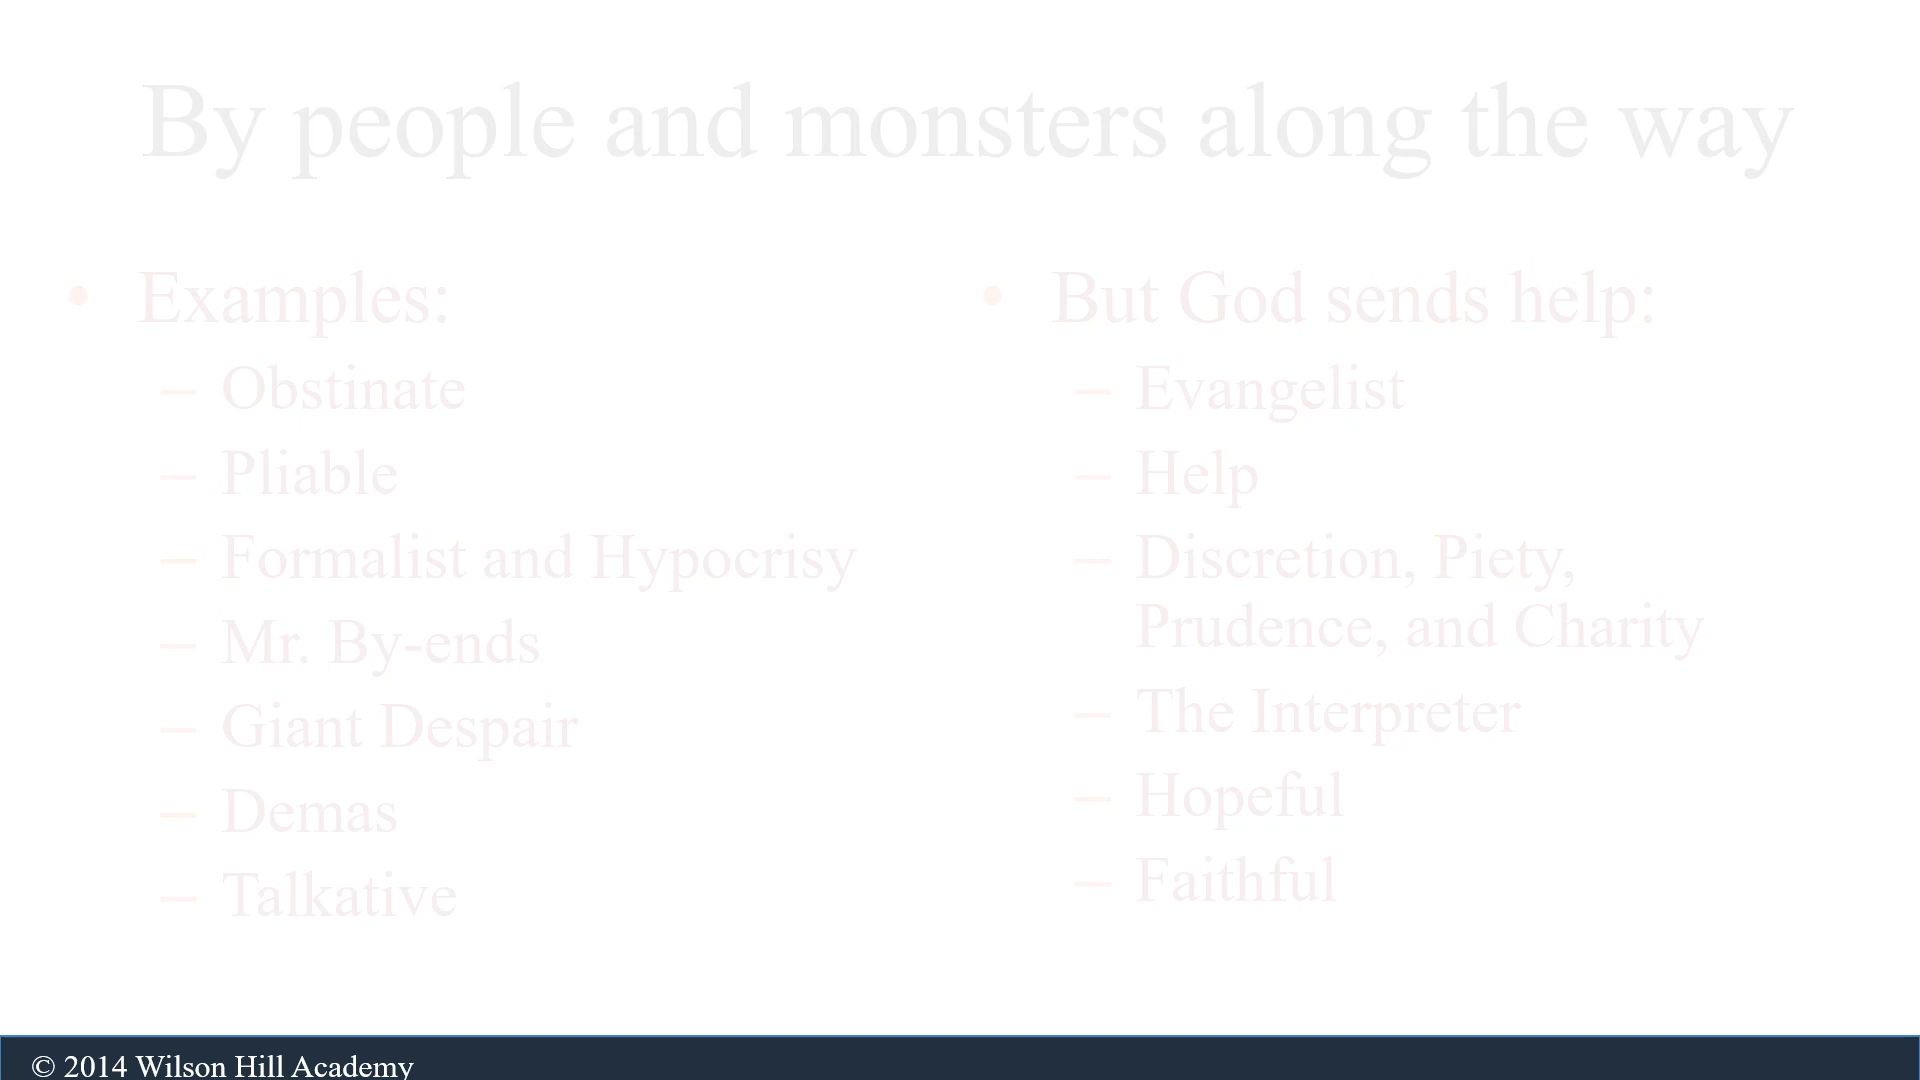 By people and monsters along the way
• Examples:
– Obstinate
– Pliable
– Formalist and Hypocrisy
– Mr. By-ends
– Giant Despair
– Demas
– Talkative
• But God sends help:
– Evangelist
– Help
– Discretion, Piety,
Prudence, and Charity
– The Interpreter
– Hopeful
– Faithful
© 2014 Wilson Hill Academy